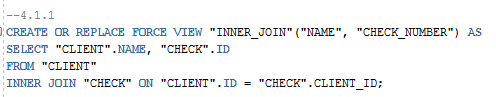 --4.1.1
CREATE OR REPLACE FORCE VIEW "INNER_JOIN"("NAME", "CHECK_NUMBER") AS
SELECT "CLIENT".NAME, "CHECK".ID
FROM "CLIENT"
INNER JOIN "CHECK" ON "CLIENT".ID = "CHECK".CLIENT_ID;